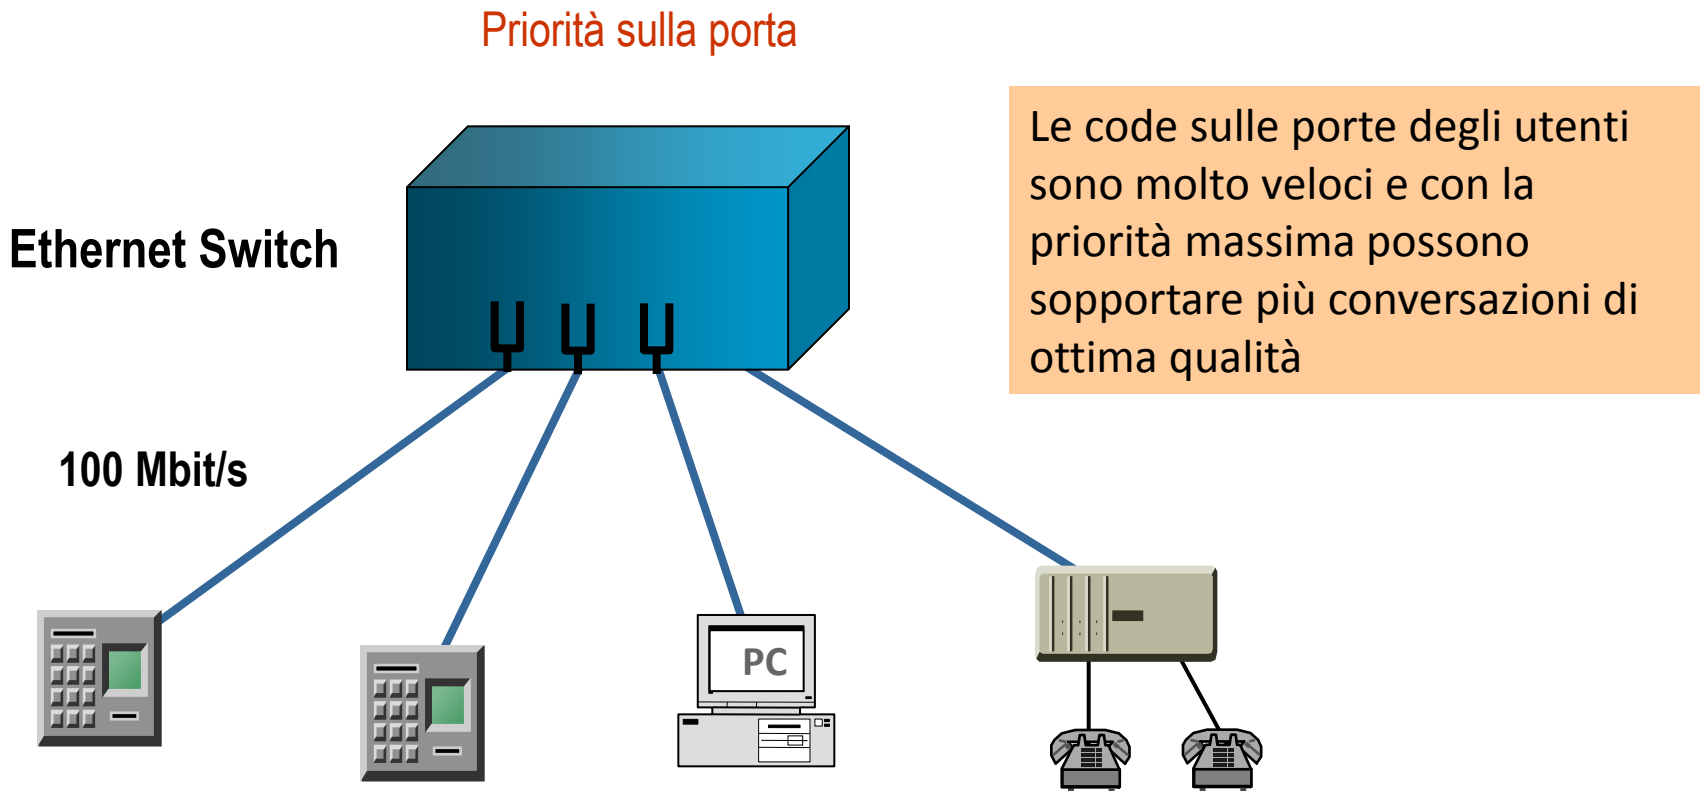 Priorità sulla porta
Le code sulle porte degli utenti
sono molto veloci e con la
priorità massima possono
sopportare più conversazioni di
ottima qualità
Ethernet Switch
100 Mbit/s
PC